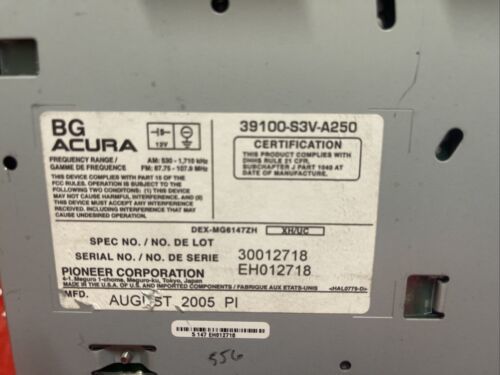 BG
ACURA
12V
39100-S3V-A250
CERTIFICATION
THIS PRODUCT COMPLIES WITH
DHHS RULE 21 CFR,
SUBCHAPTER J PART 1040 AT
DATE OF MANUFACTURE.
FREQUENCY RANGE /
GAMME DE FREQUENCE
AM: 530 - 1,710 kHz
FM: 87.75 - 107.9 MHz
THIS DEVICE COMPLIES WITH PART 15 OF THE
FCC RULES. OPERATION IS SUBJECT TO THE
FOLLOWING TWO CONDITIONS: (1) THIS DEVICE MAY
NOT CAUSE HARMFUL INTERFERENCE, AND (2)
THIS DEVICE MUST ACCEPT ANY INTERFERENCE
RECEIVED, INCLUDING INTERFERENCE THAT MAY
CAUSE UNDESIRED OPERATION.
DEX-MG6147ZH XH/UC
SPEC NO. / NO. DE LOT
SERIAL NO. / NO. DE SERIE 30012718
PIONEER CORPORATION EH012718
4-1, Meguro 1-chome, Meguro-ku, Tokyo, Japan
MADE IN THE U.S.A. OF U.S. AND IMPORTED COMPONENTS / FABRIQUE AUX ETATS-UNIS <HAL0779-D>
MFD. AUGUST 2005 PI
S 147 EH012718
556